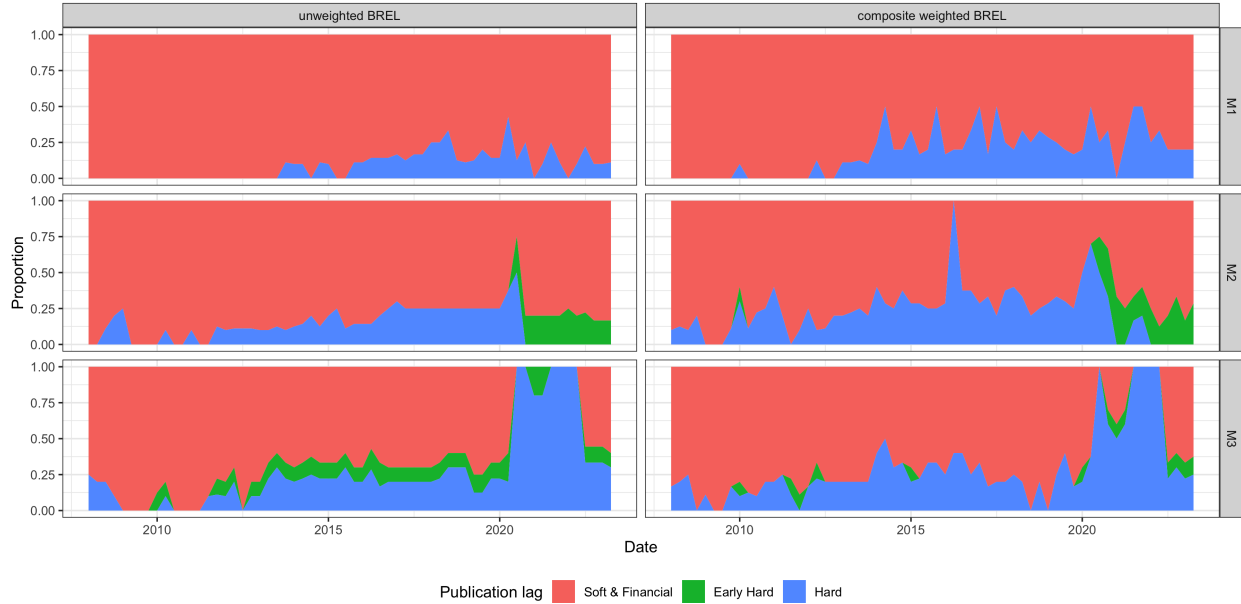 unweighted BREL
composite weighted BREL
1.00
0.75
0.50
0.25
0.00
M1
1.00
0.75
0.50
0.25
0.00
M2
1.00
0.75
0.50
0.25
0.00
M3
Proportion
2010
2015
2020
2010
2015
2020
Date
Publication lag
Soft & Financial
Early Hard
Hard